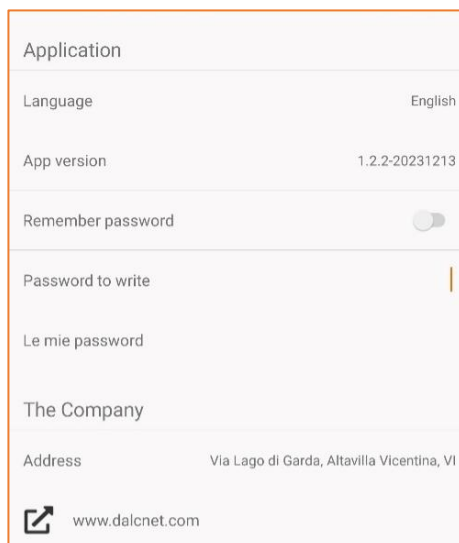 Application
Language English
App version 1.2.2-20231213
Remember password
Password to write
Le mie password
The Company
Address Via Lago di Garda, Altavilla Vicentina, VI
www.dalcnet.com